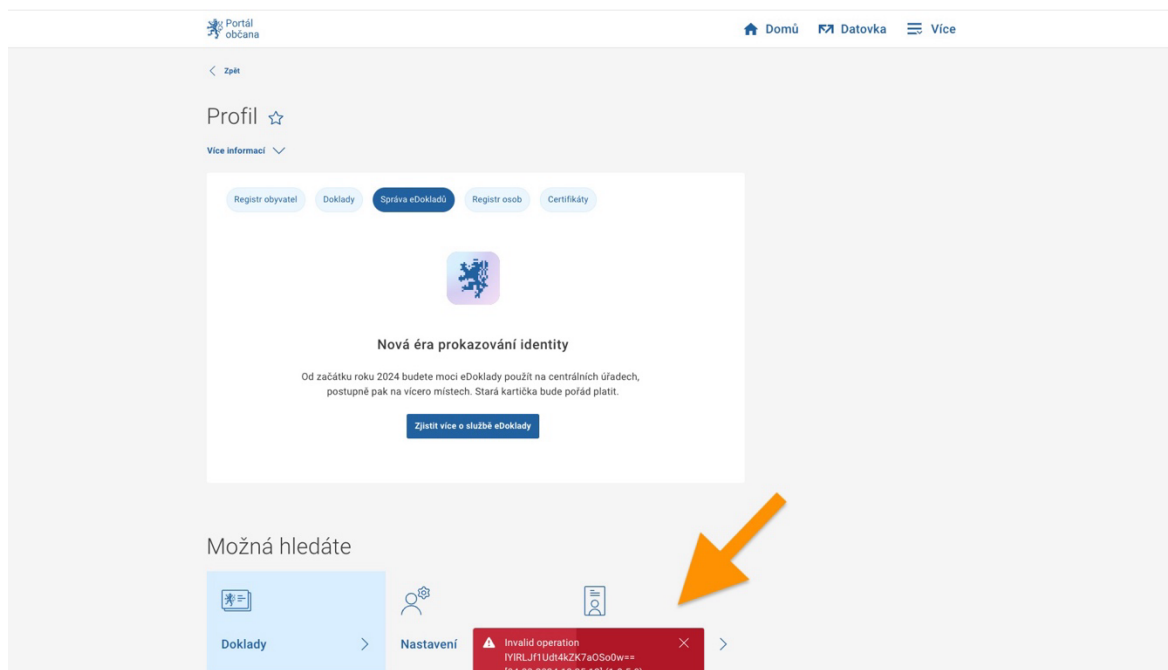 Portál
občana
Domů
Datovka
Více
Zpět
Profil
Více informací
Registr obyvatel
Doklady
Správa eDokladů
Registr osob
Certifikáty
Nová éra prokazování identity
Od začátku roku 2024 budete moci eDoklady použít na centrálních úřadech,
postupně pak na vícero místech. Stará kartička bude pořád platit.
Zjistit více o službě eDoklady
Možná hledáte
Doklady
Nastavení
Invalid operation
IYIRLJf1Udt4kZK7aOSo0w==